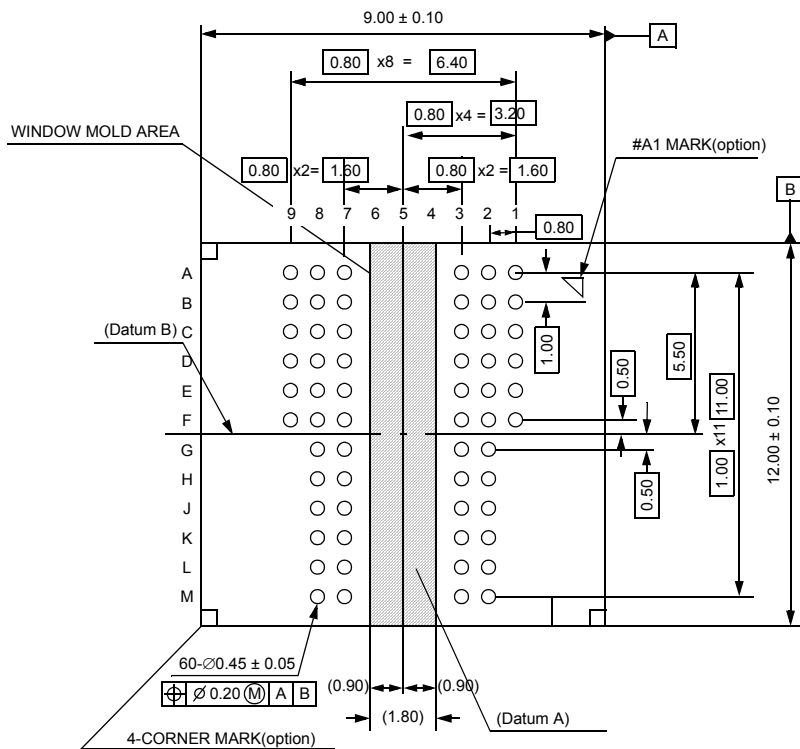 9.00 ± 0.10
A
0.80 x8 = 6.40
0.80 x4 = 3.20
WINDOW MOLD AREA
#A1 MARK(option)
0.80 x2= 1.60
0.80 x2 = 1.60
B
9 8 7 6 5 4 3 2 1
0.80
A
B
C
(Datum B)
D
E
F
G
H
J
K
L
M
1.00
0.50
0.50
5.50
1.00 x11 11.00
12.00 ± 0.10
60-∅0.45 ± 0.05
⌖ ∅ 0.20 Ⓜ A B
(0.90) (0.90)
(1.80)
(Datum A)
4-CORNER MARK(option)